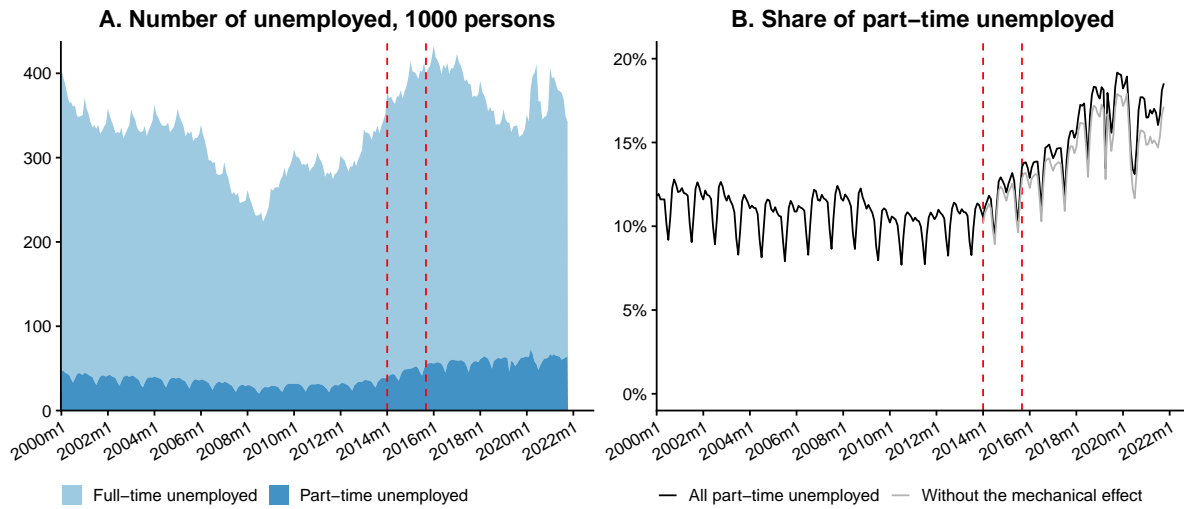 A. Number of unemployed, 1000 persons
400
300
200
100
0
2000m1
2002m1
2004m1
2006m1
2008m1
2010m1
2012m1
2014m1
2016m1
2018m1
2020m1
2022m1
Full−time unemployed
Part−time unemployed
B. Share of part−time unemployed
20%
15%
10%
5%
0%
2000m1
2002m1
2004m1
2006m1
2008m1
2010m1
2012m1
2014m1
2016m1
2018m1
2020m1
2022m1
All part−time unemployed
Without the mechanical effect